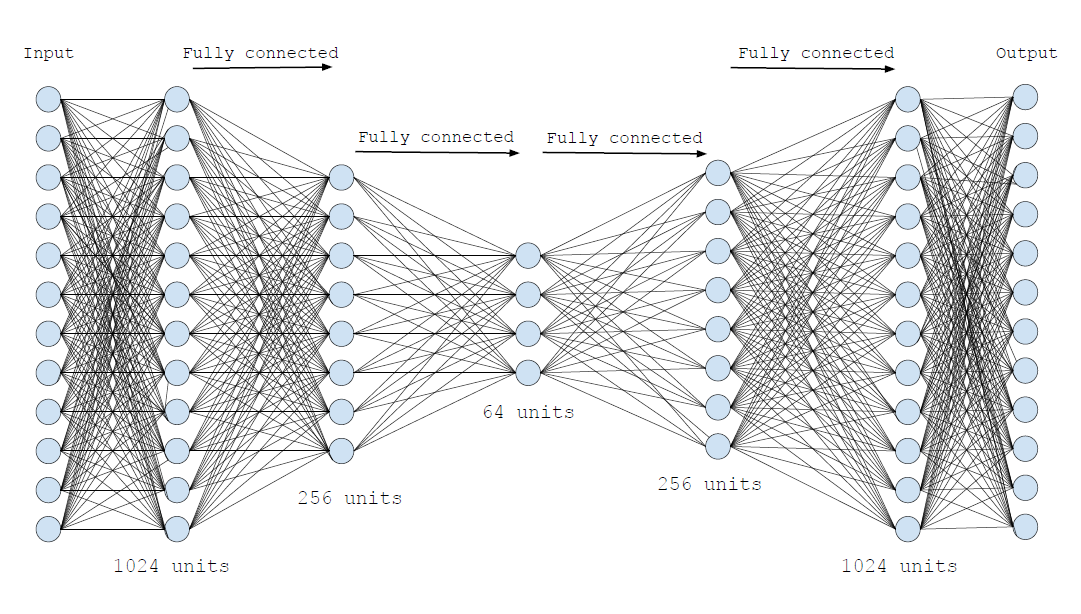 Input
Fully connected
Fully connected
Output
Fully connected
Fully connected
64 units
256 units
256 units
1024 units
1024 units